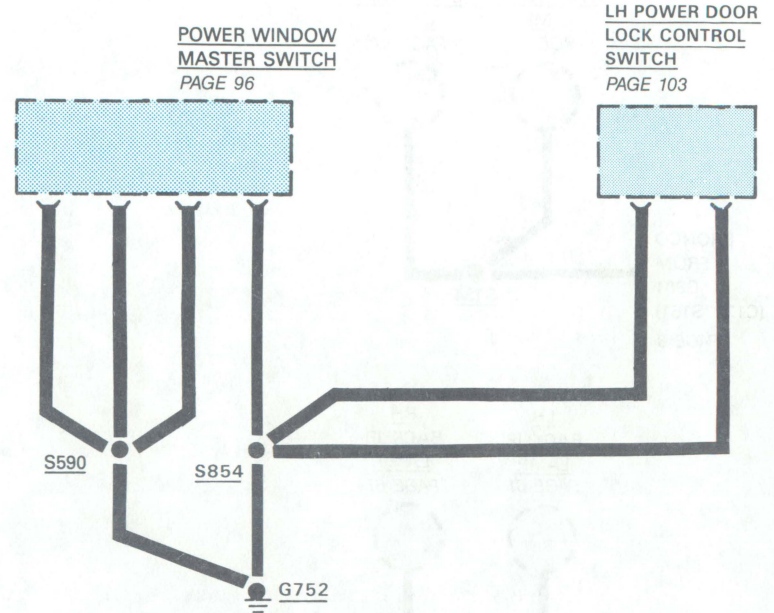 POWER WINDOW
MASTER SWITCH
PAGE 96
LH POWER DOOR
LOCK CONTROL
SWITCH
PAGE 103
S590
S854
G752